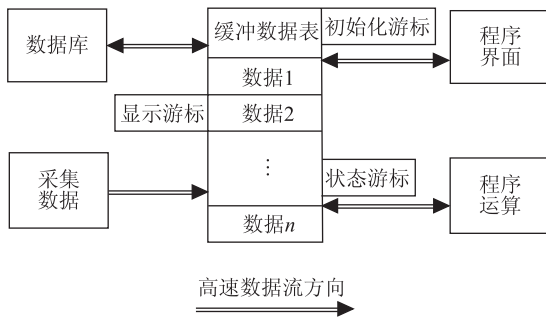 数据库
缓冲数据表
初始化游标
程序
界面
数据1
显示游标
数据2
采集
数据
⋮
状态游标
程序
运算
数据n
高速数据流方向